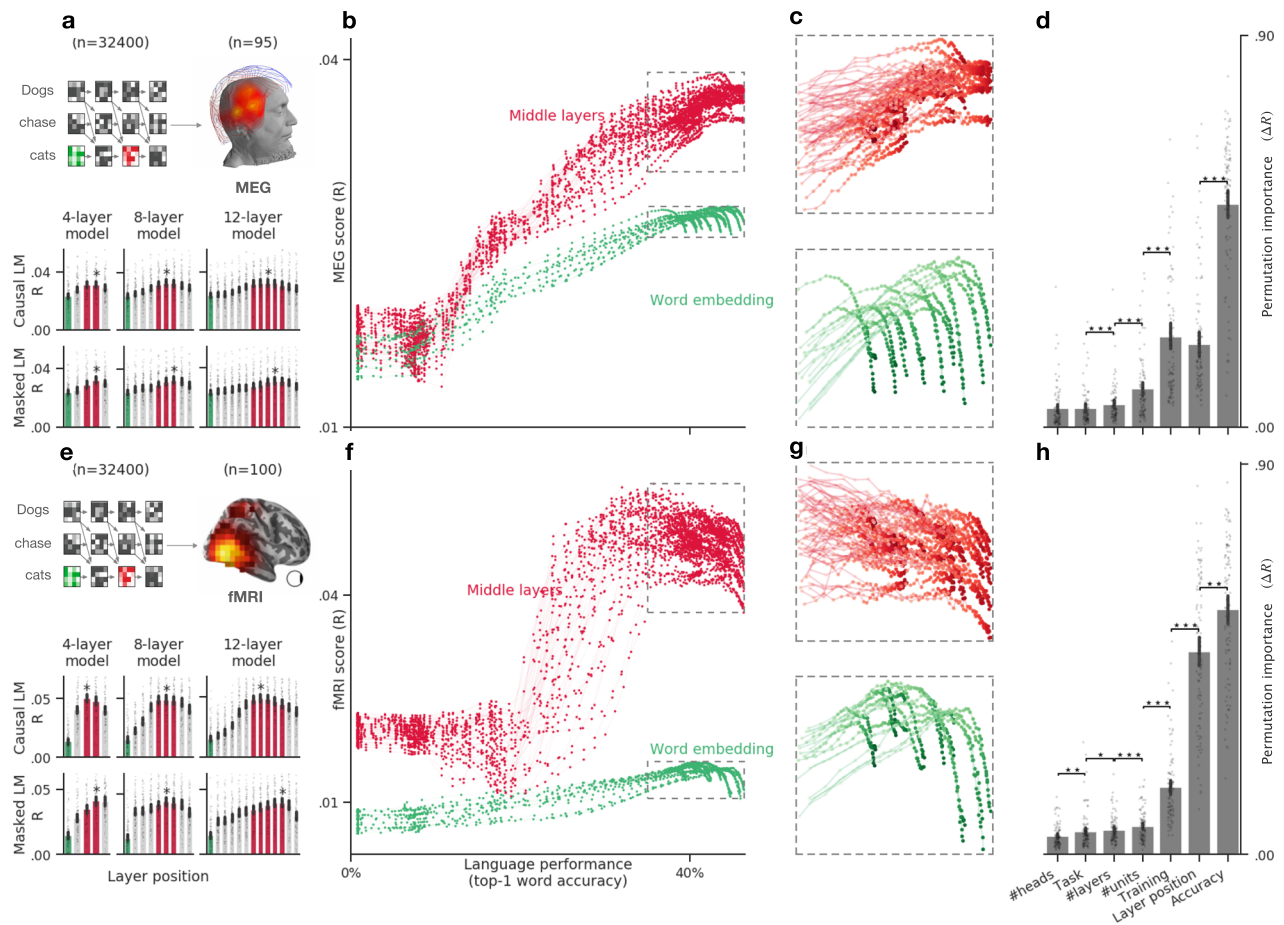 a
(n=32400)
(n=95)
Dogs
chase
cats
MEG
4-layer model
8-layer model
12-layer model
Causal LM
R
.04
.00
Masked LM
R
.04
.00
b
.04
.01
MEG score (R)
Middle layers
Word embedding
c
d
.90
.00
Permutation importance (ΔR)
★★★
★★★
★★★
★★★
e
(n=32400)
(n=100)
Dogs
chase
cats
fMRI
4-layer model
8-layer model
12-layer model
Causal LM
R
.05
.00
Masked LM
R
.05
.00
Layer position
f
.04
.01
fMRI score (R)
Middle layers
Word embedding
0%
40%
Language performance
(top-1 word accuracy)
g
h
.90
.00
Permutation importance (ΔR)
★★
★
★★★
★★★
★★★
★★
#heads
Task
#layers
#units
Training
Layer position
Accuracy